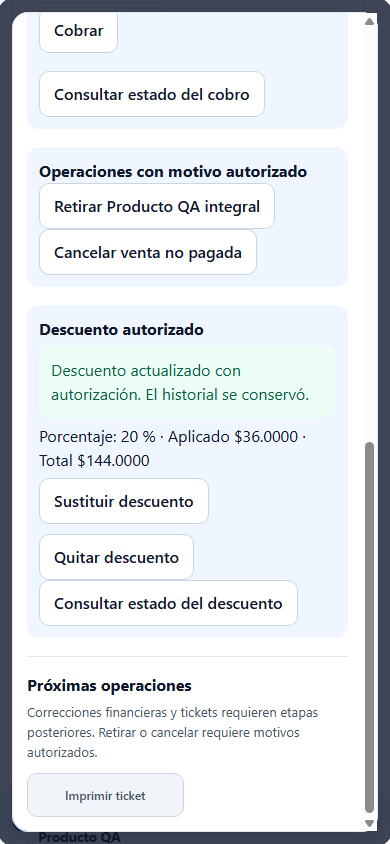 Cobrar
Consultar estado del cobro
Operaciones con motivo autorizado
Retirar Producto QA integral
Cancelar venta no pagada
Descuento autorizado
Descuento actualizado con
autorización. El historial se conservó.
Porcentaje: 20 % · Aplicado $36.0000 ·
Total $144.0000
Sustituir descuento
Quitar descuento
Consultar estado del descuento
Próximas operaciones
Correcciones financieras y tickets requieren etapas
posteriores. Retirar o cancelar requiere motivos
autorizados.
Imprimir ticket
Producto QA